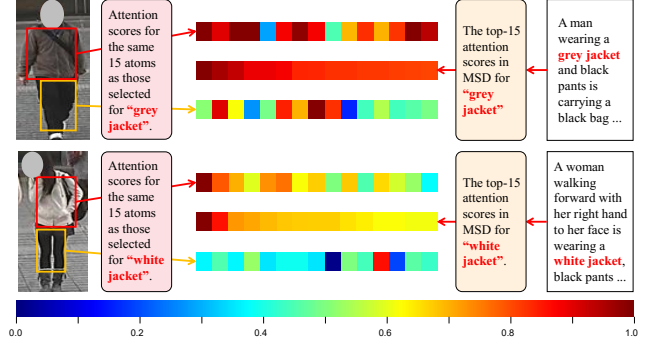 Attention
scores for
the same
15 atoms
as those
selected
for “grey
jacket”.
The top-15
attention
scores in
MSD for
“grey
jacket”
A man
wearing a
grey jacket
and black
pants is
carrying a
black bag ...
Attention
scores for
the same
15 atoms
as those
selected
for “white
jacket”.
The top-15
attention
scores in
MSD for
“white
jacket”.
A woman
walking
forward with
her right hand
to her face is
wearing a
white jacket,
black pants ...
0.0 0.2 0.4 0.6 0.8 1.0